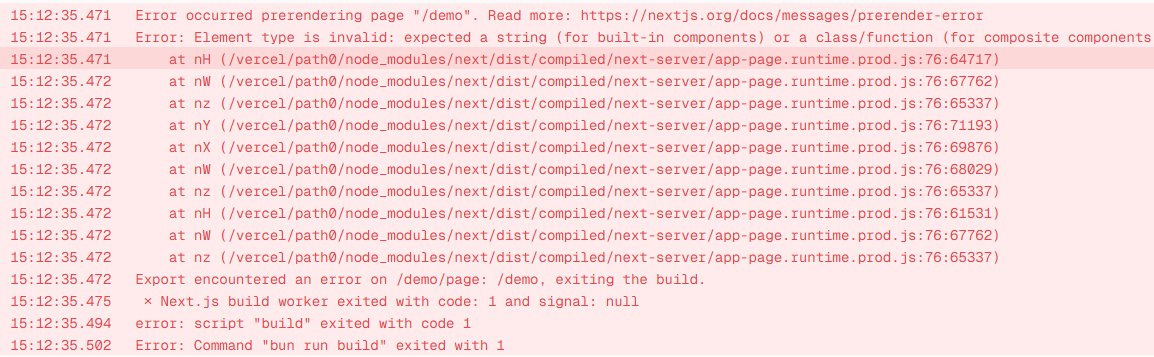 15:12:35.471 Error occurred prerendering page "/demo". Read more: https://nextjs.org/docs/messages/prerender-error
15:12:35.471 Error: Element type is invalid: expected a string (for built-in components) or a class/function (for composite components
15:12:35.471 at nH (/vercel/path0/node_modules/next/dist/compiled/next-server/app-page.runtime.prod.js:76:64717)
15:12:35.472 at nW (/vercel/path0/node_modules/next/dist/compiled/next-server/app-page.runtime.prod.js:76:67762)
15:12:35.472 at nz (/vercel/path0/node_modules/next/dist/compiled/next-server/app-page.runtime.prod.js:76:65337)
15:12:35.472 at nY (/vercel/path0/node_modules/next/dist/compiled/next-server/app-page.runtime.prod.js:76:71193)
15:12:35.472 at nX (/vercel/path0/node_modules/next/dist/compiled/next-server/app-page.runtime.prod.js:76:69876)
15:12:35.472 at nW (/vercel/path0/node_modules/next/dist/compiled/next-server/app-page.runtime.prod.js:76:68029)
15:12:35.472 at nz (/vercel/path0/node_modules/next/dist/compiled/next-server/app-page.runtime.prod.js:76:65337)
15:12:35.472 at nH (/vercel/path0/node_modules/next/dist/compiled/next-server/app-page.runtime.prod.js:76:61531)
15:12:35.472 at nW (/vercel/path0/node_modules/next/dist/compiled/next-server/app-page.runtime.prod.js:76:67762)
15:12:35.472 at nz (/vercel/path0/node_modules/next/dist/compiled/next-server/app-page.runtime.prod.js:76:65337)
15:12:35.472 Export encountered an error on /demo/page: /demo, exiting the build.
15:12:35.475 × Next.js build worker exited with code: 1 and signal: null
15:12:35.494 error: script "build" exited with code 1
15:12:35.502 Error: Command "bun run build" exited with 1